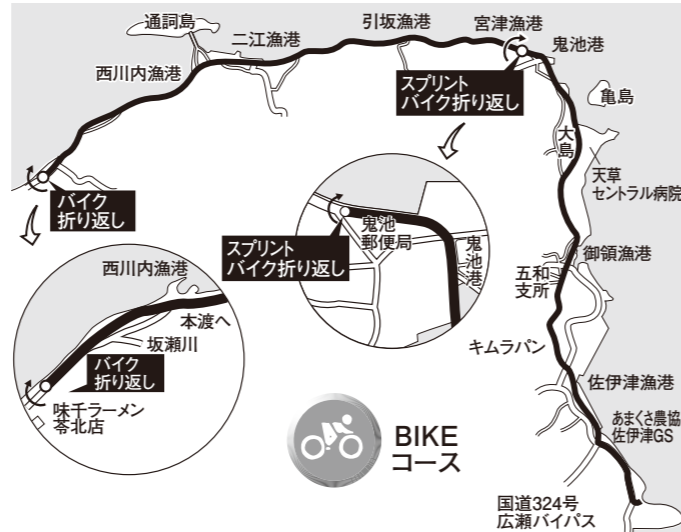 通詞島
二江漁港
引坂漁港
宮津漁港
鬼池港
西川内漁港
スプリント
バイク折り返し
亀島
大島
天草
セントラル病院
バイク
折り返し
鬼池
郵便局
鬼池港
スプリント
バイク折り返し
御領漁港
五和
支所
西川内漁港
本渡へ
坂瀬川
バイク
折り返し
味千ラーメン
苓北店
キムラパン
佐伊津漁港
あまくさ農協
佐伊津GS
BIKE
コース
国道324号
広瀬バイパス